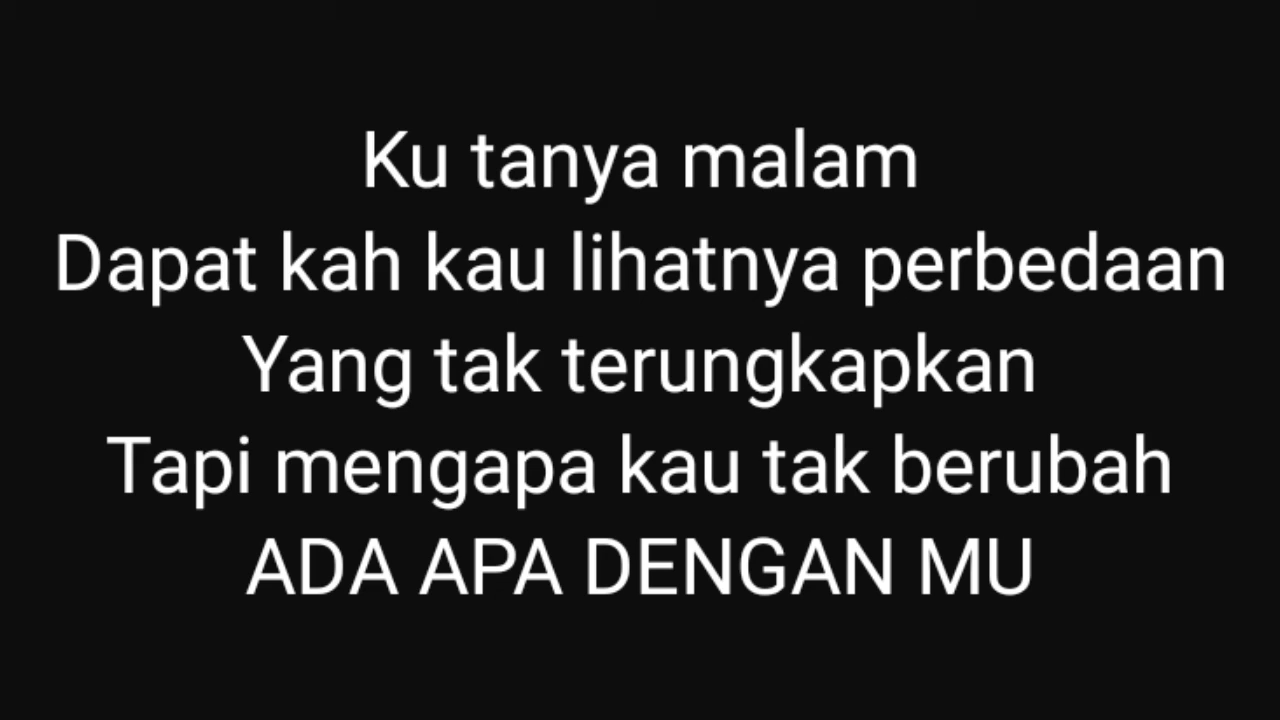 Ku tanya malam
Dapat kah kau lihatnya perbedaan
Yang tak terungkapkan
Tapi mengapa kau tak berubah
ADA APA DENGAN MU